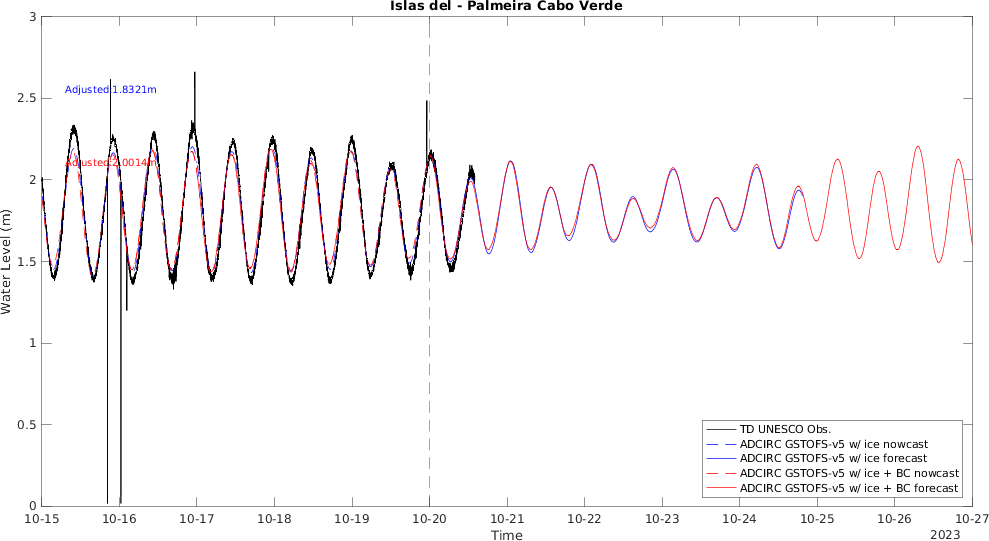 Islas del - Palmeira Cabo Verde
Water Level (m)
3
2.5
2
1.5
1
0.5
0
Adjusted:1.8321m
Adjusted:2.0014m
TD UNESCO Obs.
ADCIRC GSTOFS-v5 w/ ice nowcast
ADCIRC GSTOFS-v5 w/ ice forecast
ADCIRC GSTOFS-v5 w/ ice + BC nowcast
ADCIRC GSTOFS-v5 w/ ice + BC forecast
10-15 10-16 10-17 10-18 10-19 10-20 10-21 10-22 10-23 10-24 10-25 10-26 10-27
Time
2023